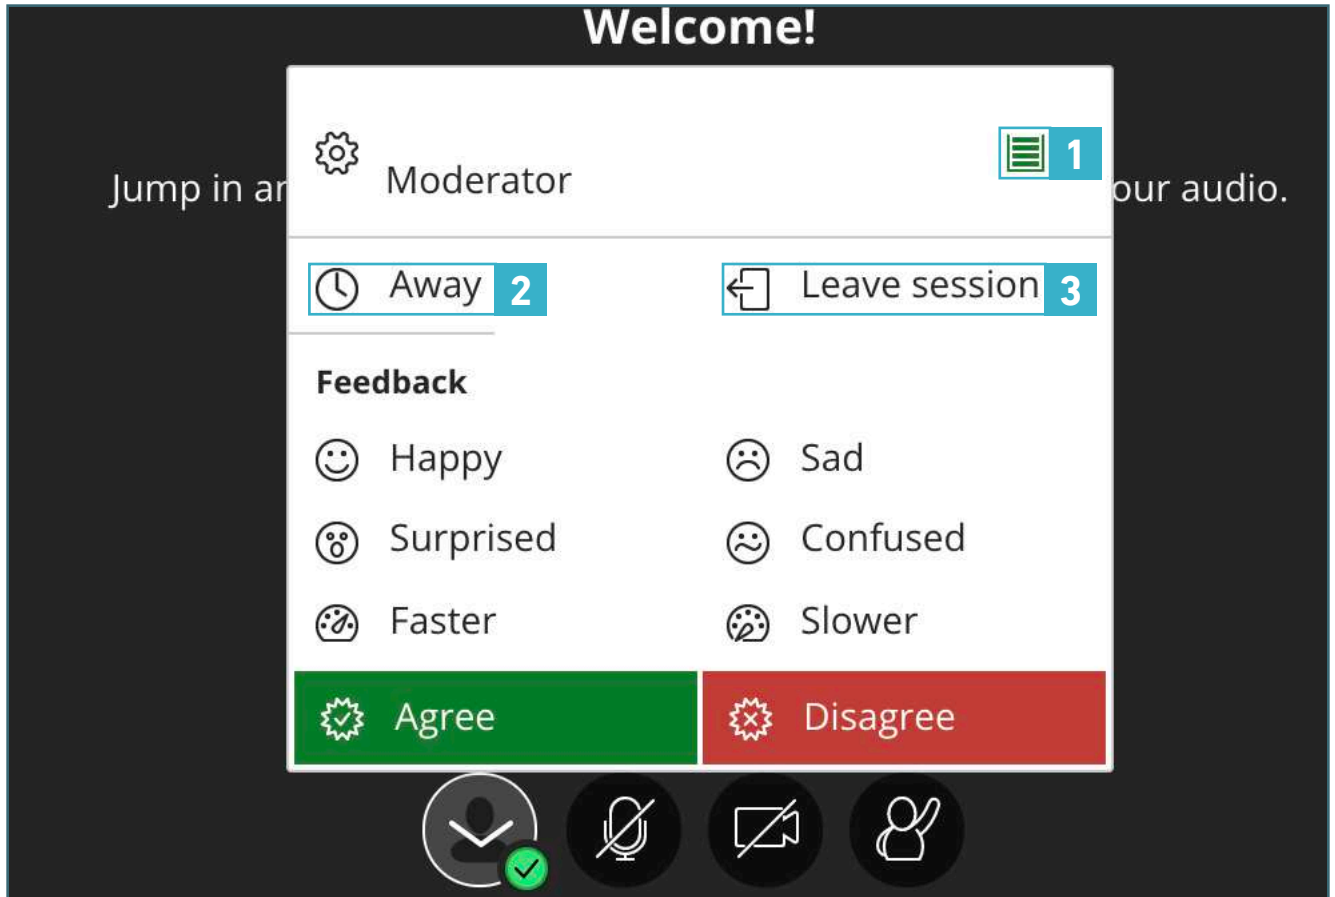 Welcome!
Moderator
1
Jump in ar
our audio.
Away 2
Leave session 3
Feedback
Happy
Sad
Surprised
Confused
Faster
Slower
Agree
Disagree